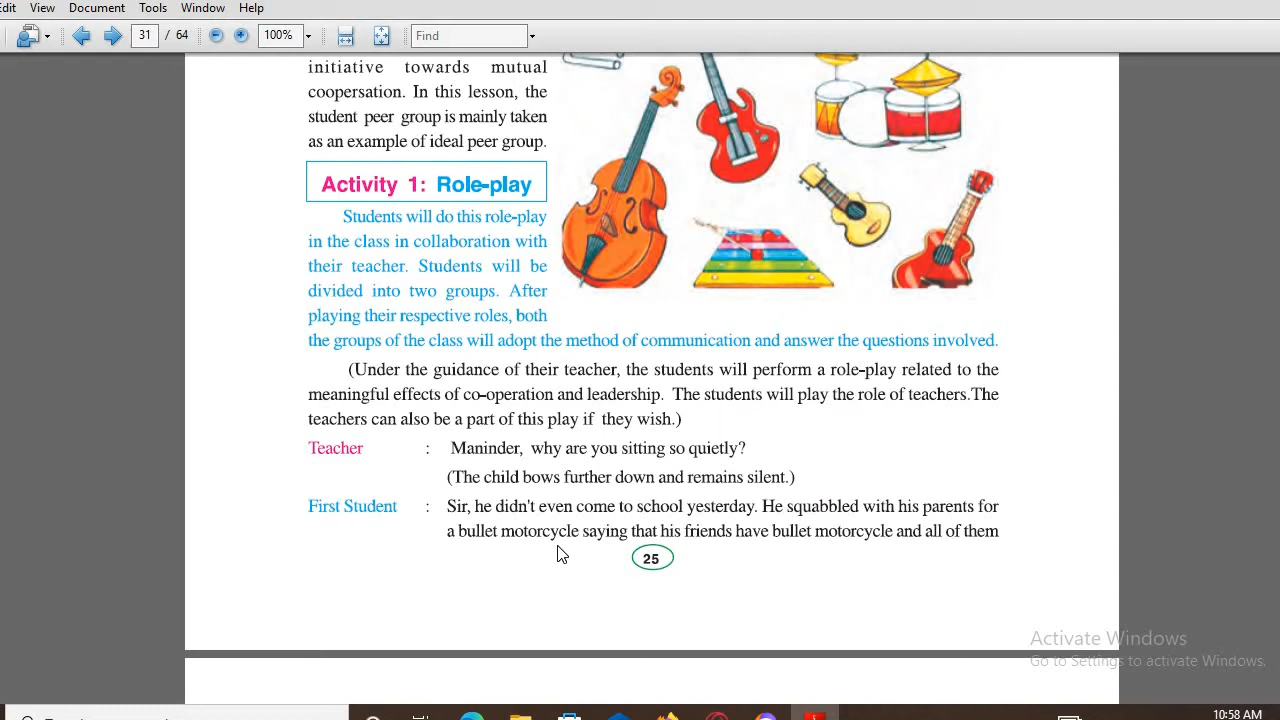 Edit View Document Tools Window Help
31 / 64 100% Find
initiative towards mutual
coopersation. In this lesson, the
student peer group is mainly taken
as an example of ideal peer group.
Activity 1: Role-play
Students will do this role-play
in the class in collaboration with
their teacher. Students will be
divided into two groups. After
playing their respective roles, both
the groups of the class will adopt the method of communication and answer the questions involved.
(Under the guidance of their teacher, the students will perform a role-play related to the
meaningful effects of co-operation and leadership. The students will play the role of teachers.The
teachers can also be a part of this play if they wish.)
Teacher : Maninder, why are you sitting so quietly?
(The child bows further down and remains silent.)
First Student : Sir, he didn't even come to school yesterday. He squabbled with his parents for
a bullet motorcycle saying that his friends have bullet motorcycle and all of them
25
Activate Windows
Go to Settings to activate Windows.
10:58 AM